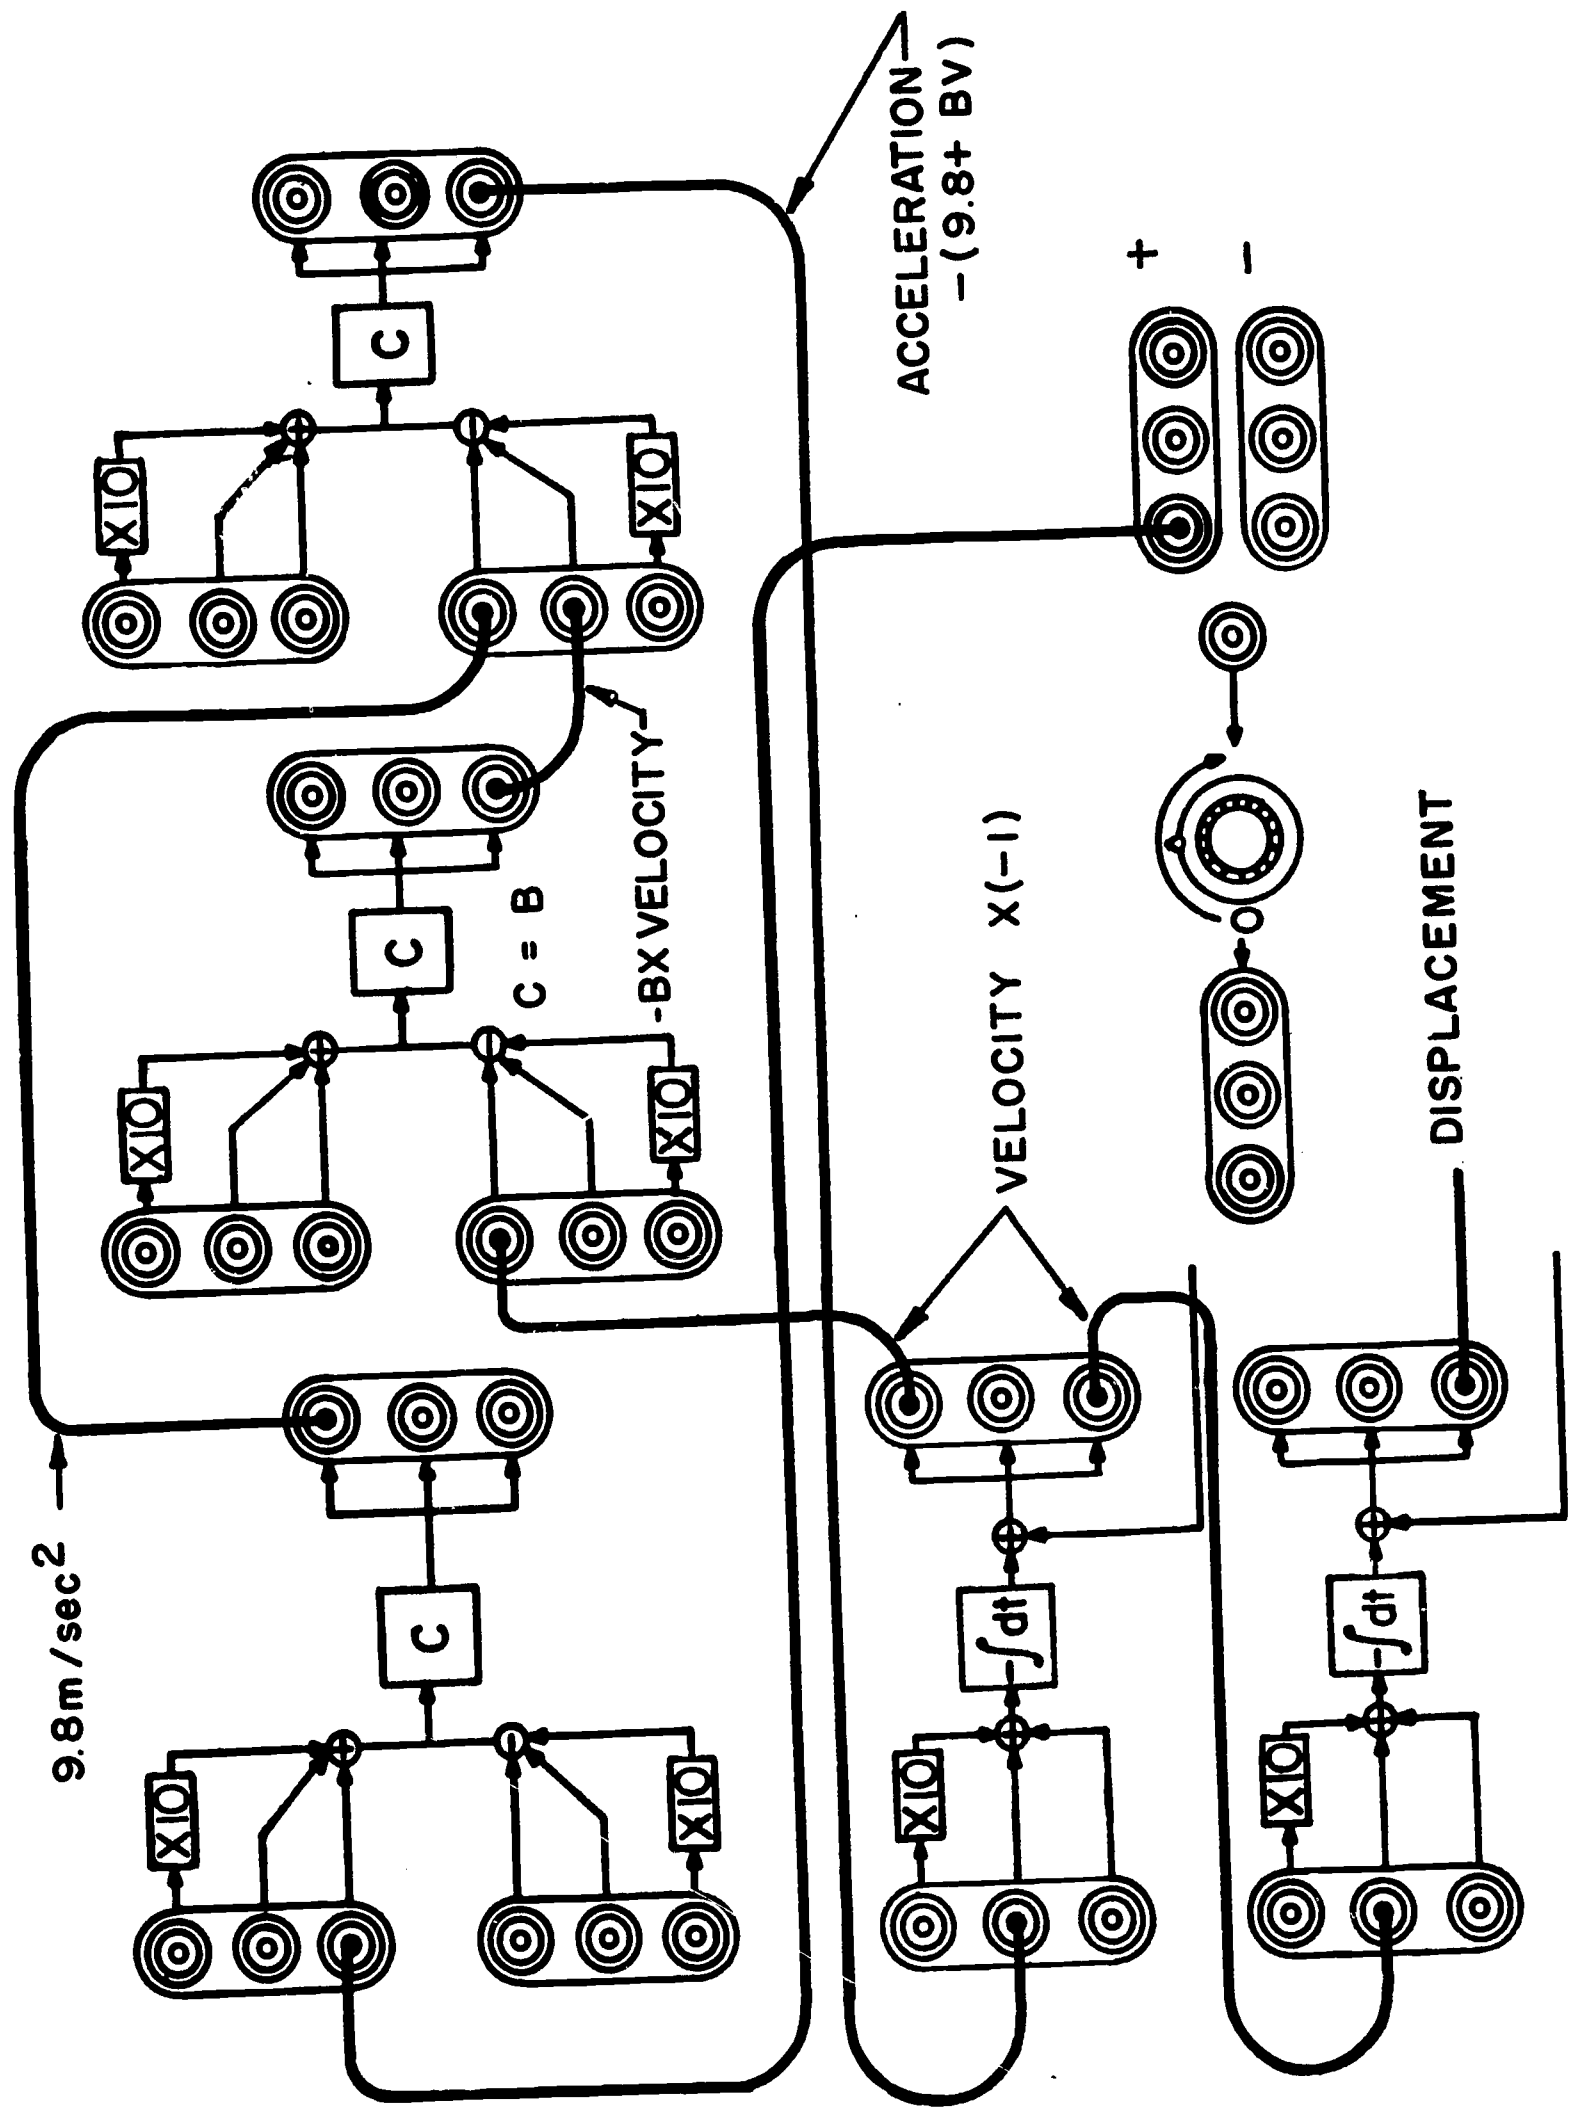 9.8m/sec²
X10
X10
C
X10
X10
C
C = B
-BX VELOCITY
X10
X10
C
ACCELERATION
-(9.8+ BV)
X10
-∫dt
VELOCITY X(-1)
X10
-∫dt
DISPLACEMENT
O
+
-